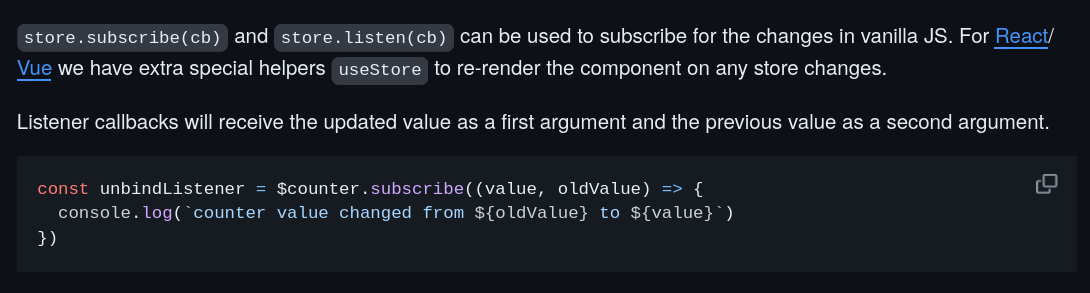 store.subscribe(cb) and store.listen(cb) can be used to subscribe for the changes in vanilla JS. For React/
Vue we have extra special helpers useStore to re-render the component on any store changes.
Listener callbacks will receive the updated value as a first argument and the previous value as a second argument.
const unbindListener = $counter.subscribe((value, oldValue) => {
  console.log(`counter value changed from ${oldValue} to ${value}`)
})